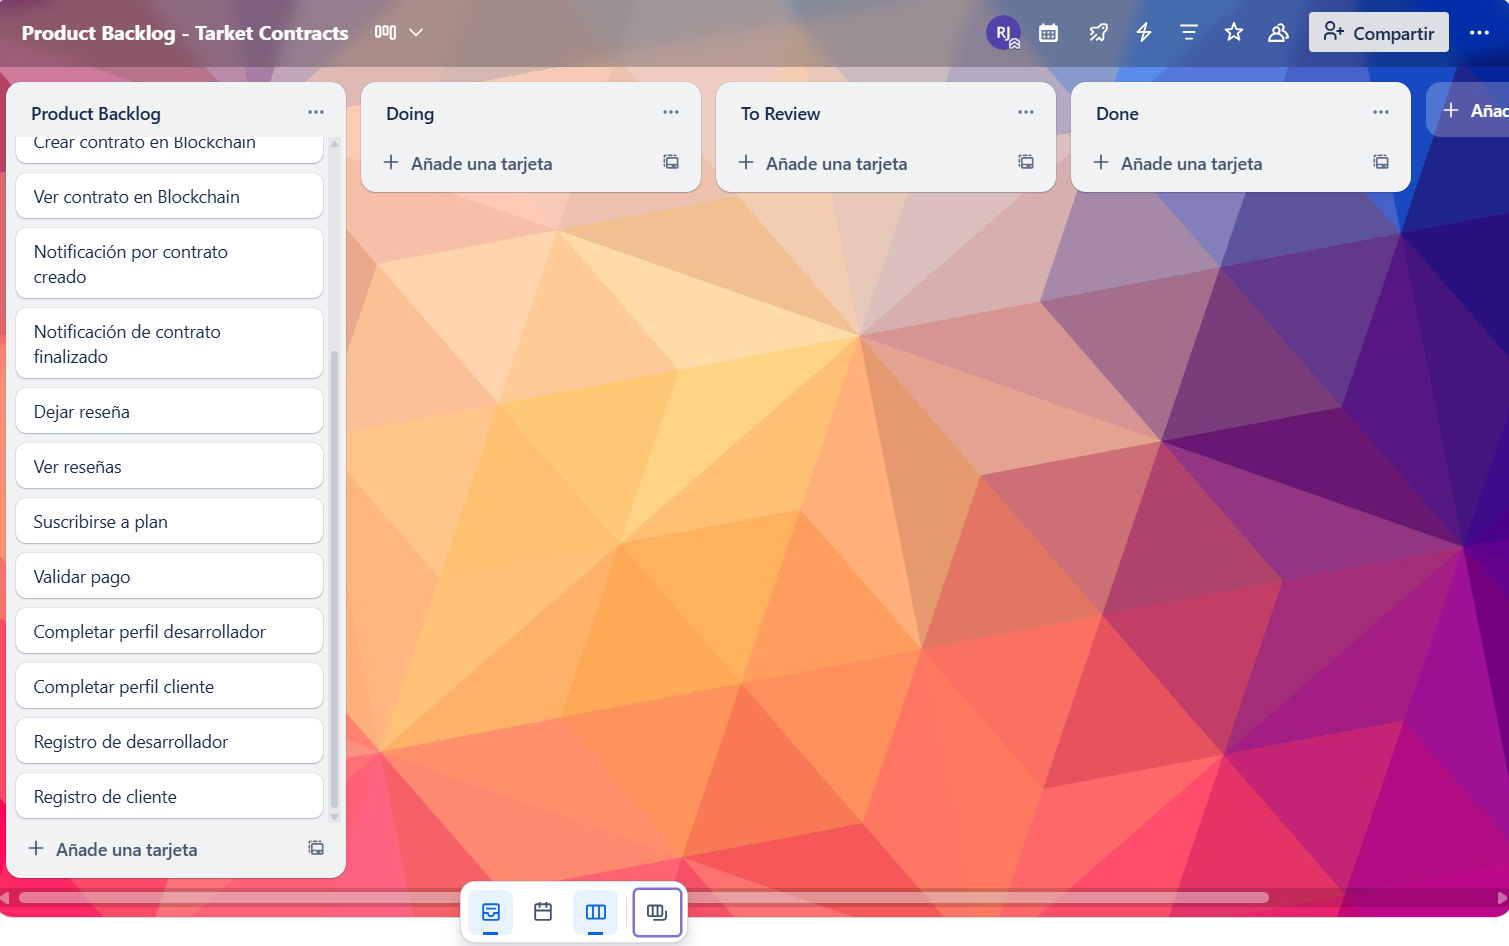 Product Backlog - Tarket Contracts
RJ
Compartir
Product Backlog
Crear contrato en Blockchain
Ver contrato en Blockchain
Notificación por contrato
creado
Notificación de contrato
finalizado
Dejar reseña
Ver reseñas
Suscribirse a plan
Validar pago
Completar perfil desarrollador
Completar perfil cliente
Registro de desarrollador
Registro de cliente
Añade una tarjeta
Doing
Añade una tarjeta
To Review
Añade una tarjeta
Done
Añade una tarjeta
Añad